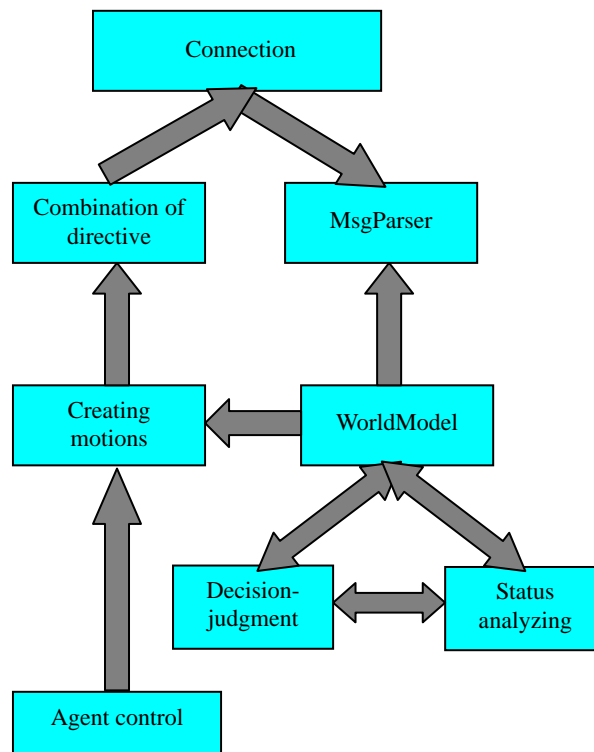 Connection
Combination of
directive
MsgParser
Creating
motions
WorldModel
Decision-
judgment
Status
analyzing
Agent control